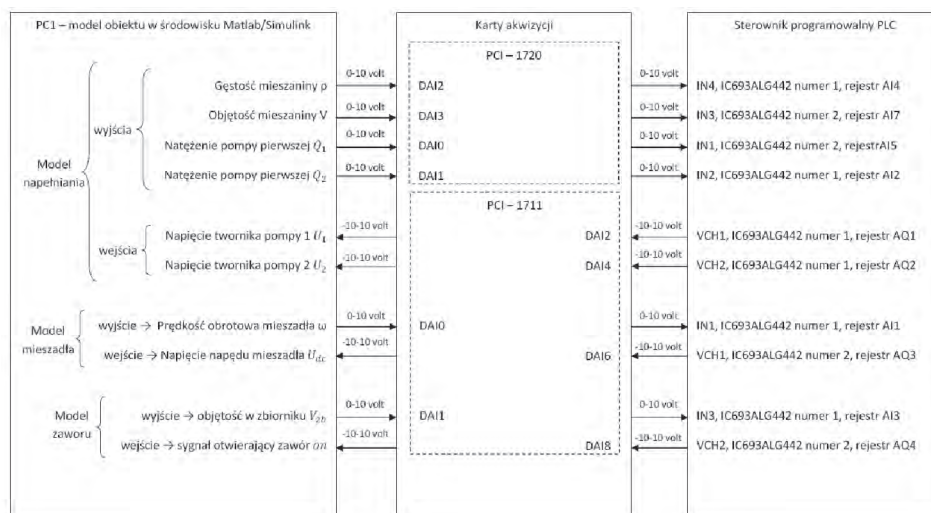 PC1 – model obiektu w środowisku Matlab/Simulink
Karty akwizycji
Sterownik programowalny PLC
PCI – 1720
Model napełniania
wyjścia
Gęstość mieszaniny ρ
0-10 volt
DAI2
0-10 volt
IN4, IC693ALG442 numer 1, rejestr AI4
Objętość mieszaniny V
0-10 volt
DAI3
0-10 volt
IN3, IC693ALG442 numer 2, rejestr AI7
Natężenie pompy pierwszej Q̇₁
0-10 volt
DAI0
0-10 volt
IN1, IC693ALG442 numer 2, rejestrAI5
Natężenie pompy pierwszej Q̇₂
0-10 volt
DAI1
0-10 volt
IN2, IC693ALG442 numer 1, rejestr AI2
PCI – 1711
wejścia
Napięcie twornika pompy 1 U₁
-10-10 volt
DAI2
-10-10 volt
VCH1, IC693ALG442 numer 1, rejestr AQ1
Napięcie twornika pompy 2 U₂
-10-10 volt
DAI4
-10-10 volt
VCH2, IC693ALG442 numer 1, rejestr AQ2
Model mieszadła
wyjście → Prędkość obrotowa mieszadła ω
0-10 volt
DAI0
0-10 volt
IN1, IC693ALG442 numer 1, rejestr AI1
wejście → Napięcie napędu mieszadła U_dc
-10-10 volt
DAI6
-10-10 volt
VCH1, IC693ALG442 numer 2, rejestr AQ3
Model zaworu
wyjście → objętość w zbiorniku V_zb
0-10 volt
DAI1
0-10 volt
IN3, IC693ALG442 numer 1, rejestr AI3
wejście → sygnał otwierający zawór on
-10-10 volt
DAI8
-10-10 volt
VCH2, IC693ALG442 numer 2, rejestr AQ4